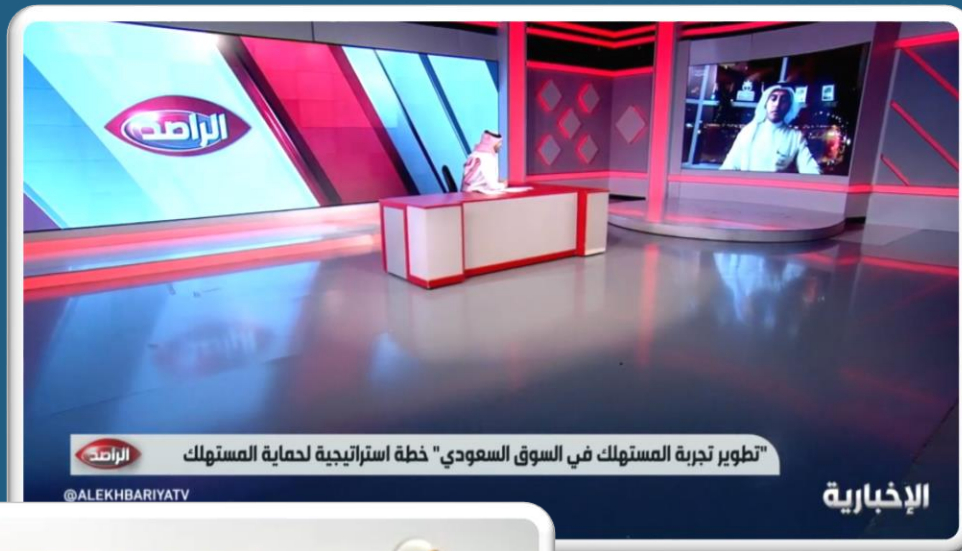 الراصد
"تطوير تجربة المستهلك في السوق السعودي" خطة استراتيجية لحماية المستهلك
الراصد
@ALEKHBARIYATV
الإخبارية